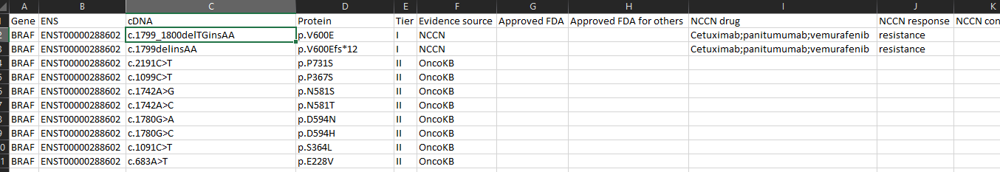 A B C D E F G H I J K
Gene ENS cDNA Protein Tier Evidence source Approved FDA Approved FDA for others NCCN drug NCCN response NCCN con
2 BRAF ENST00000288602 c.1799_1800delTGinsAA p.V600E I NCCN Cetuximab;panitumumab;vemurafenib resistance
3 BRAF ENST00000288602 c.1799delinsAA p.V600Efs*12 I NCCN Cetuximab;panitumumab;vemurafenib resistance
BRAF ENST00000288602 c.2191C>T p.P731S II OncoKB
BRAF ENST00000288602 c.1099C>T p.P367S II OncoKB
BRAF ENST00000288602 c.1742A>G p.N581S II OncoKB
BRAF ENST00000288602 c.1742A>C p.N581T II OncoKB
BRAF ENST00000288602 c.1780G>A p.D594N II OncoKB
BRAF ENST00000288602 c.1780G>C p.D594H II OncoKB
0 BRAF ENST00000288602 c.1091C>T p.S364L II OncoKB
1 BRAF ENST00000288602 c.683A>T p.E228V II OncoKB